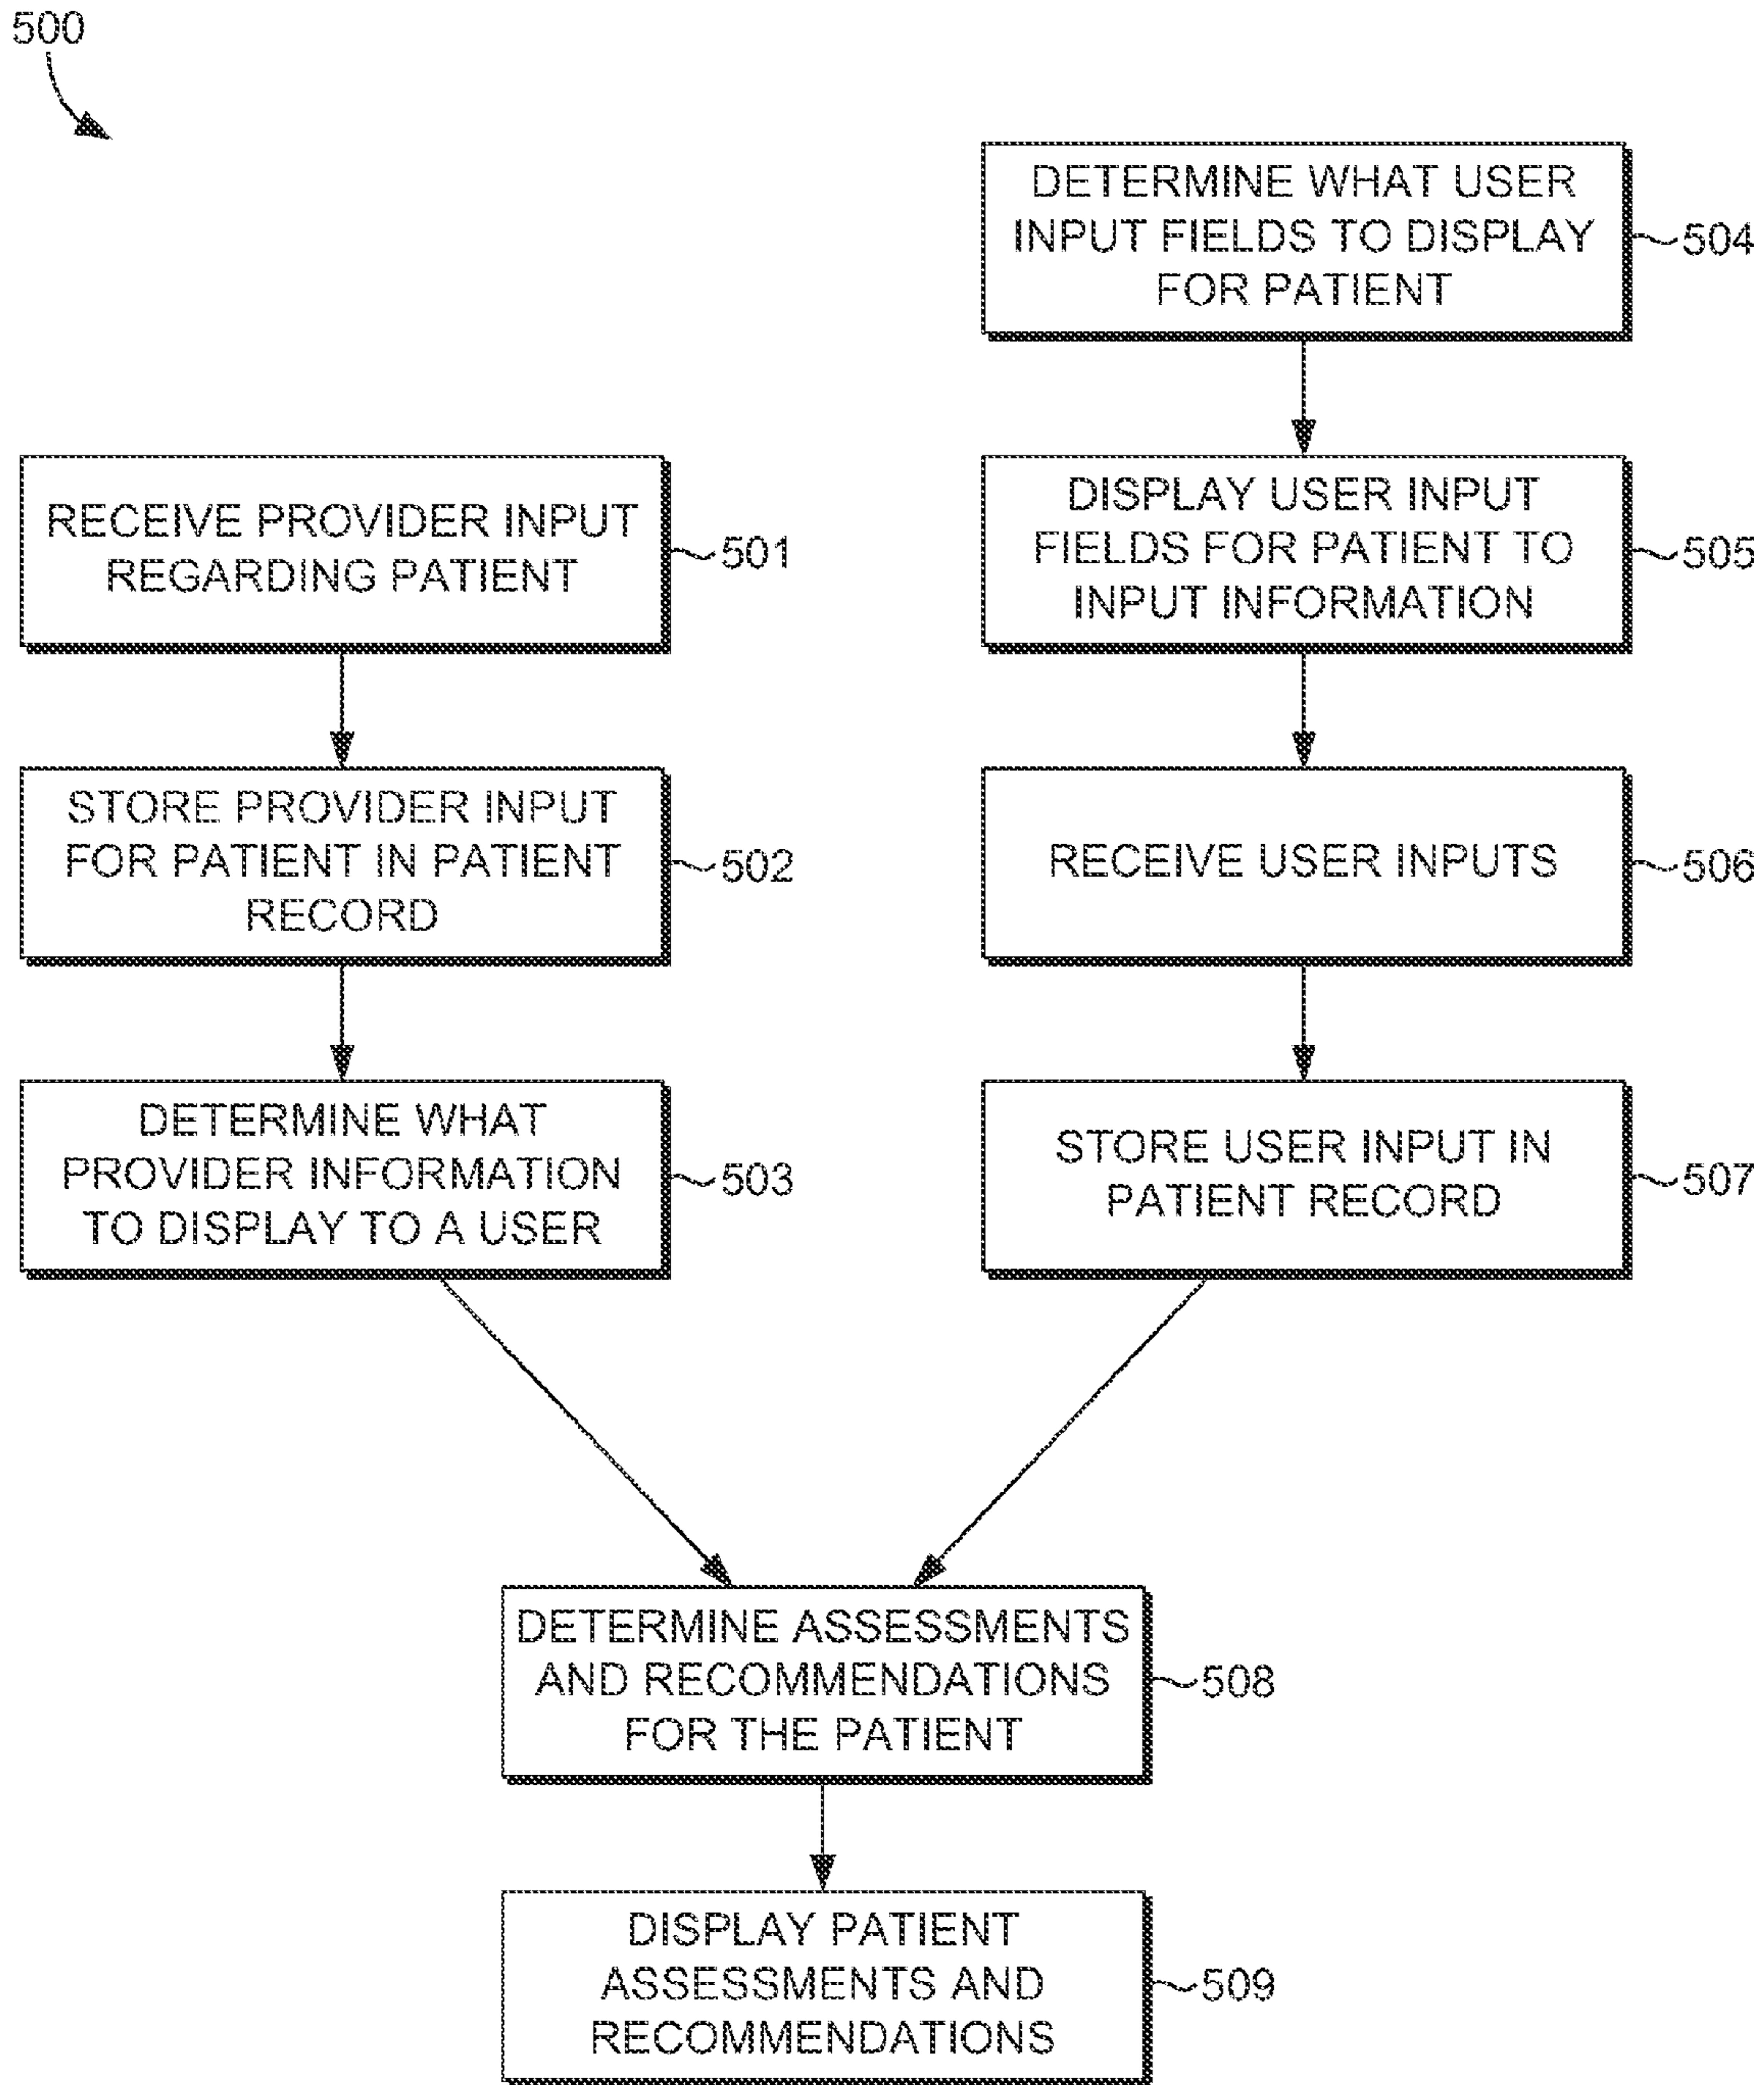 500
RECEIVE PROVIDER INPUT
REGARDING PATIENT
501
STORE PROVIDER INPUT
FOR PATIENT IN PATIENT
RECORD
502
DETERMINE WHAT
PROVIDER INFORMATION
TO DISPLAY TO A USER
503
DETERMINE WHAT USER
INPUT FIELDS TO DISPLAY
FOR PATIENT
504
DISPLAY USER INPUT
FIELDS FOR PATIENT TO
INPUT INFORMATION
505
RECEIVE USER INPUTS
506
STORE USER INPUT IN
PATIENT RECORD
507
DETERMINE ASSESSMENTS
AND RECOMMENDATIONS
FOR THE PATIENT
508
DISPLAY PATIENT
ASSESSMENTS AND
RECOMMENDATIONS
509